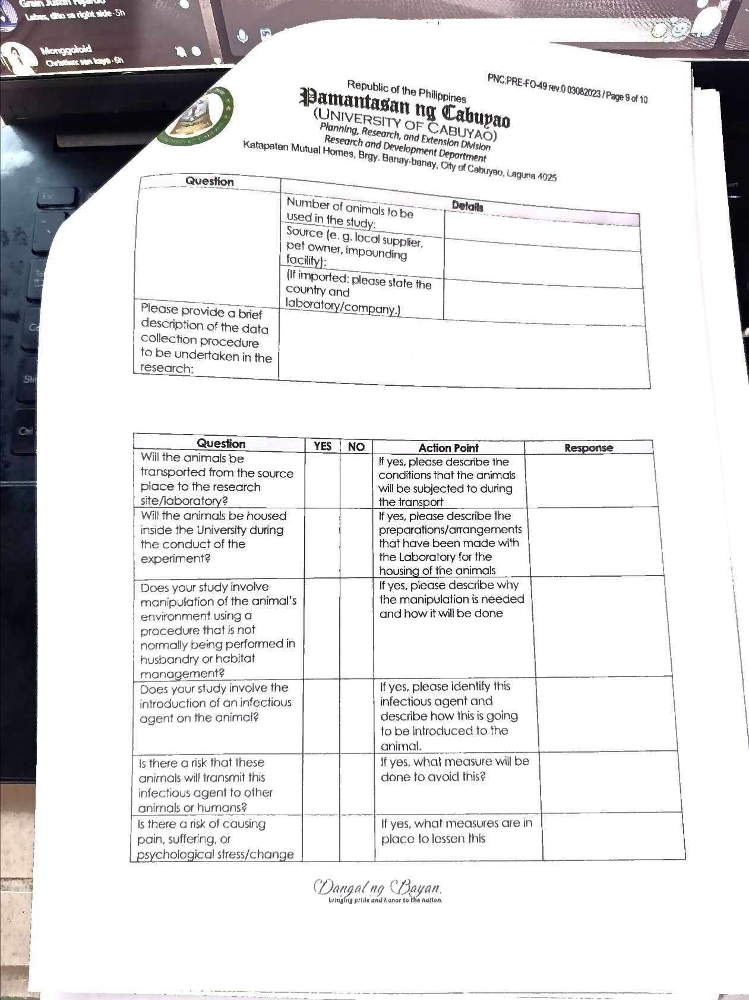 Labas, dito sa right side · 5h
Monggoloid
Christian: san kayo · 6h
PNC:PRE-FO-49 rev.0 03082023 / Page 9 of 10
Republic of the Philippines
Pamantasan ng Cabuyao
(UNIVERSITY OF CABUYAO)
Planning, Research, and Extension Division
Research and Development Department
Katapatan Mutual Homes, Brgy. Banay-banay, City of Cabuyao, Laguna 4025
Question
Details
Number of animals to be
used in the study:
Source (e. g. local supplier,
pet owner, impounding
facility):
(If imported: please state the
country and
laboratory/company.)
Please provide a brief
description of the data
collection procedure
to be undertaken in the
research:
Question YES NO Action Point Response
Will the animals be
transported from the source
place to the research
site/laboratory?
If yes, please describe the
conditions that the animals
will be subjected to during
the transport
Will the animals be housed
inside the University during
the conduct of the
experiment?
If yes, please describe the
preparations/arrangements
that have been made with
the Laboratory for the
housing of the animals
Does your study involve
manipulation of the animal's
environment using a
procedure that is not
normally being performed in
husbandry or habitat
management?
If yes, please describe why
the manipulation is needed
and how it will be done
Does your study involve the
introduction of an infectious
agent on the animal?
If yes, please identify this
infectious agent and
describe how this is going
to be introduced to the
animal.
Is there a risk that these
animals will transmit this
infectious agent to other
animals or humans?
If yes, what measure will be
done to avoid this?
Is there a risk of causing
pain, suffering, or
psychological stress/change
If yes, what measures are in
place to lessen this
Dangal ng Bayan,
bringing pride and honor to the nation.
Esc
Ctrl